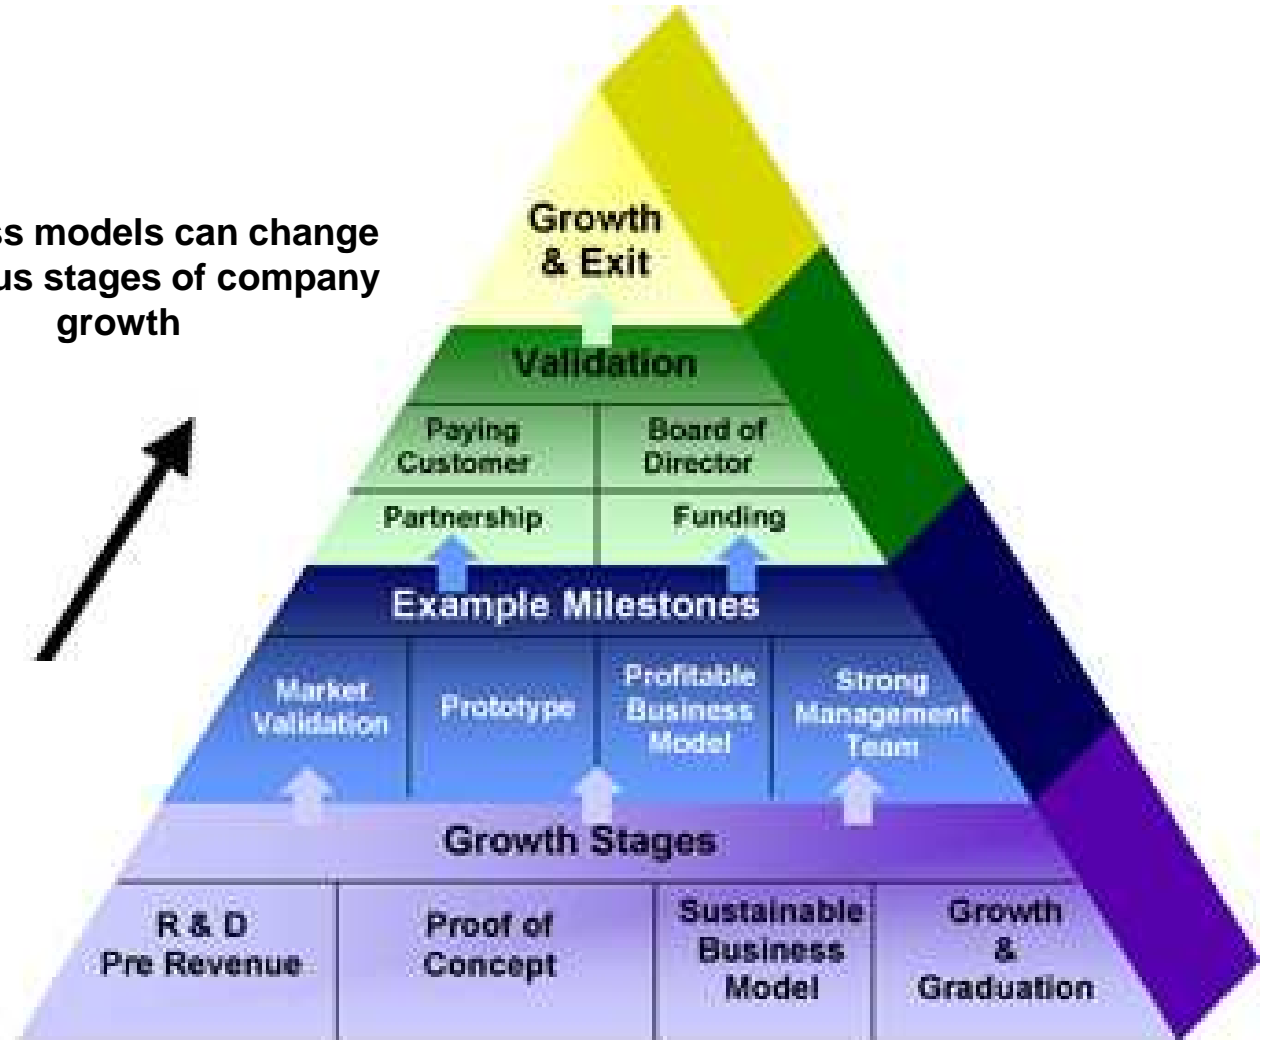 ss models can change
us stages of company
growth
Growth
& Exit
Validation
Paying
Customer
Board of
Director
Partnership
Funding
Example Milestones
Market
Validation
Prototype
Profitable
Business
Model
Strong
Management
Team
Growth Stages
R & D
Pre Revenue
Proof of
Concept
Sustainable
Business
Model
Growth
&
Graduation